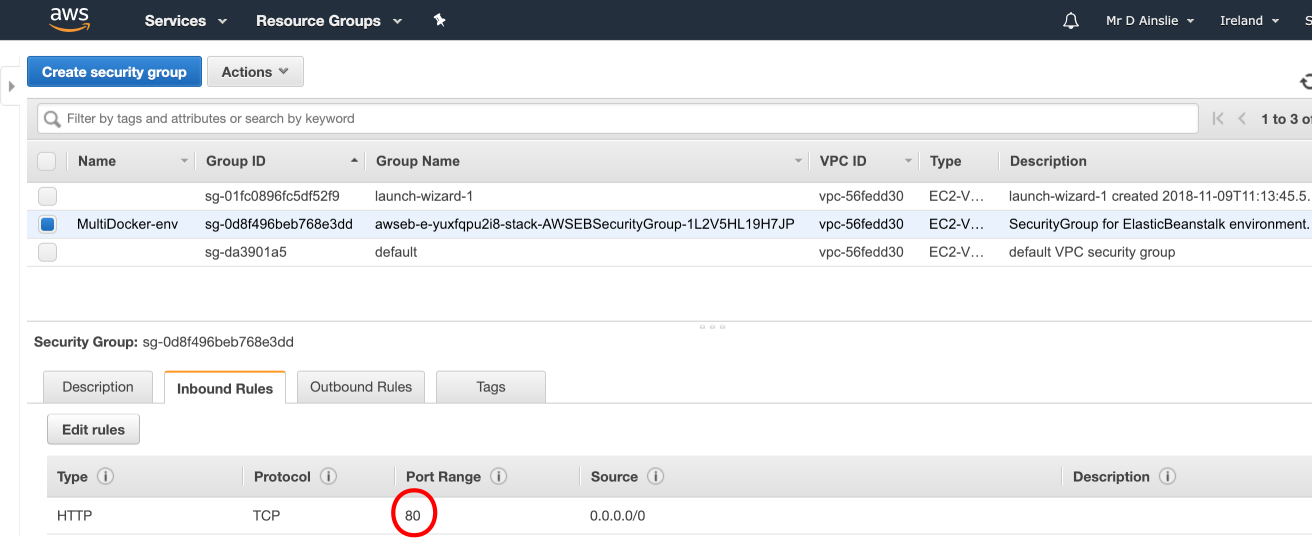 aws Services Resource Groups Mr D Ainslie Ireland S
Create security group Actions
Filter by tags and attributes or search by keyword 1 to 3 of
Name Group ID Group Name VPC ID Type Description
sg-01fc0896fc5df52f9 launch-wizard-1 vpc-56fedd30 EC2-V… launch-wizard-1 created 2018-11-09T11:13:45.5..
MultiDocker-env sg-0d8f496beb768e3dd awseb-e-yuxfqpu2i8-stack-AWSEBSecurityGroup-1L2V5HL19H7JP vpc-56fedd30 EC2-V… SecurityGroup for ElasticBeanstalk environment.
sg-da3901a5 default vpc-56fedd30 EC2-V… default VPC security group
Security Group: sg-0d8f496beb768e3dd
Description Inbound Rules Outbound Rules Tags
Edit rules
Type Protocol Port Range Source Description
HTTP TCP 80 0.0.0.0/0